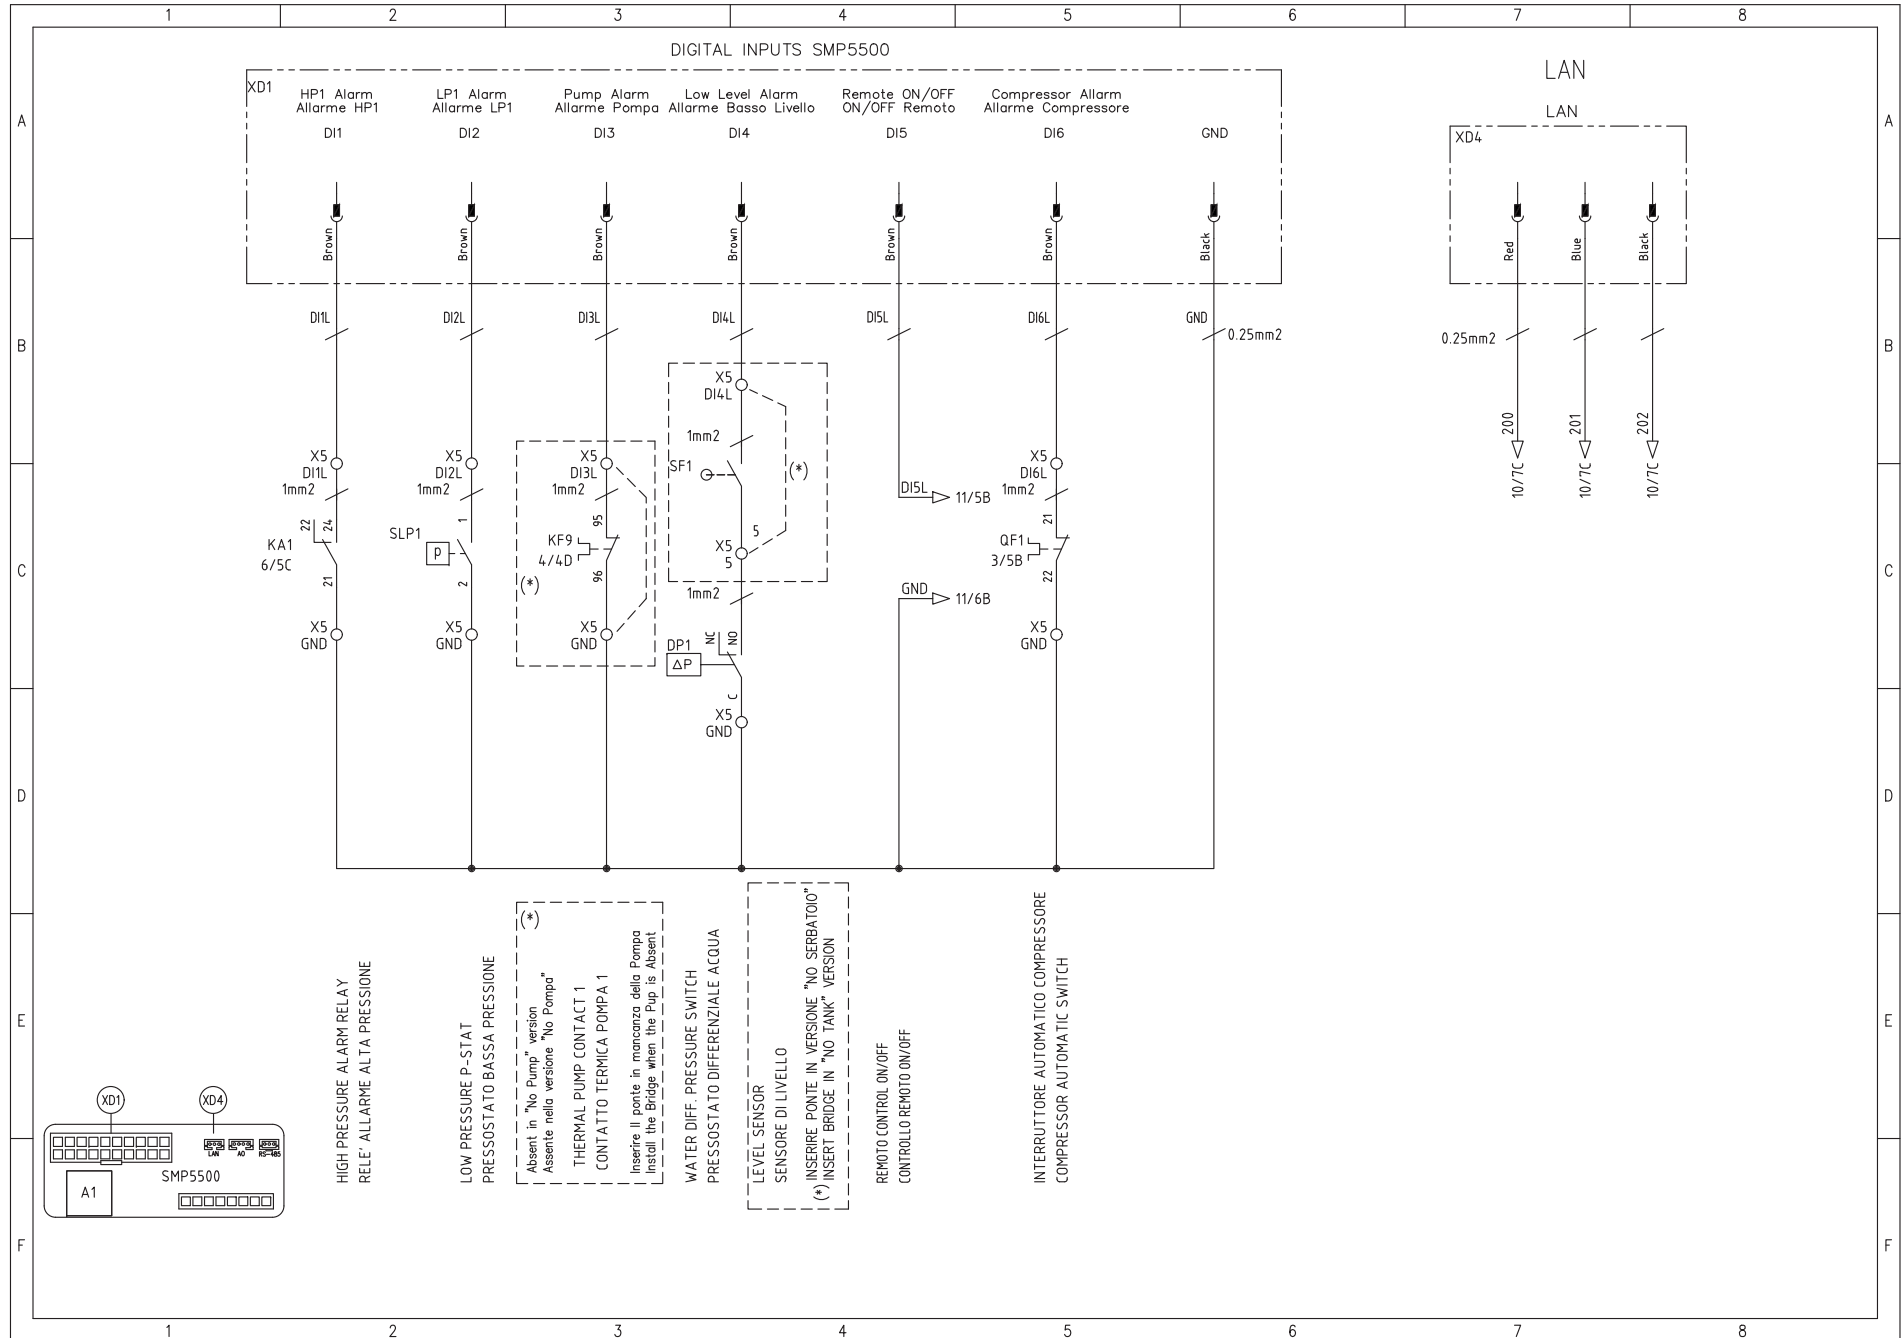 1 2 3 4 5 6 7 8
DIGITAL INPUTS SMP5500
LAN
XD1
HP1 Alarm
Allarme HP1
DI1
LP1 Alarm
Allarme LP1
DI2
Pump Alarm
Allarme Pompa
DI3
Low Level Alarm
Allarme Basso Livello
DI4
Remote ON/OFF
ON/OFF Remoto
DI5
Compressor Allarm
Allarme Compressore
DI6
GND
LAN
XD4
A
A
Brown
Brown
Brown
Brown
Brown
Brown
Black
Red
Blue
Black
DI1L
DI2L
DI3L
DI4L
DI5L
DI6L
GND
0.25mm2
0.25mm2
B
B
X5
DI4L
1mm2
SF1
(*)
5
X5
5
1mm2
200
201
202
10/7C
10/7C
10/7C
X5
DI1L
1mm2
22
24
KA1
6/5C
21
X5
GND
X5
DI2L
1mm2
1
SLP1
P
2
X5
GND
X5
DI3L
1mm2
95
KF9
4/4D
96
(*)
X5
GND
DP1
ΔP
NC
NO
C
X5
GND
DI5L
11/5B
GND
11/6B
X5
DI6L
1mm2
21
QF1
3/5B
22
X5
GND
C
C
D
D
HIGH PRESSURE ALARM RELAY
RELE' ALLARME ALTA PRESSIONE
LOW PRESSURE P-STAT
PRESSOSTATO BASSA PRESSIONE
(*)
Absent in "No Pump" version
Assente nella versione "No Pompa"
THERMAL PUMP CONTACT 1
CONTATTO TERMICA POMPA 1
Inserire Il ponte in mancanza della Pompa
Install the Bridge when the Pup is Absent
WATER DIFF. PRESSURE SWITCH
PRESSOSTATO DIFFERENZIALE ACQUA
LEVEL SENSOR
SENSORE DI LIVELLO
INSERIRE PONTE IN VERSIONE "NO SERBATOIO"
(*) INSERT BRIDGE IN "NO TANK" VERSION
REMOTO CONTROL ON/OFF
CONTROLLO REMOTO ON/OFF
INTERRUTTORE AUTOMATICO COMPRESSORE
COMPRESSOR AUTOMATIC SWITCH
E
E
XD1
XD4
LAN
AO
RS-485
SMP5500
A1
F
F
1 2 3 4 5 6 7 8